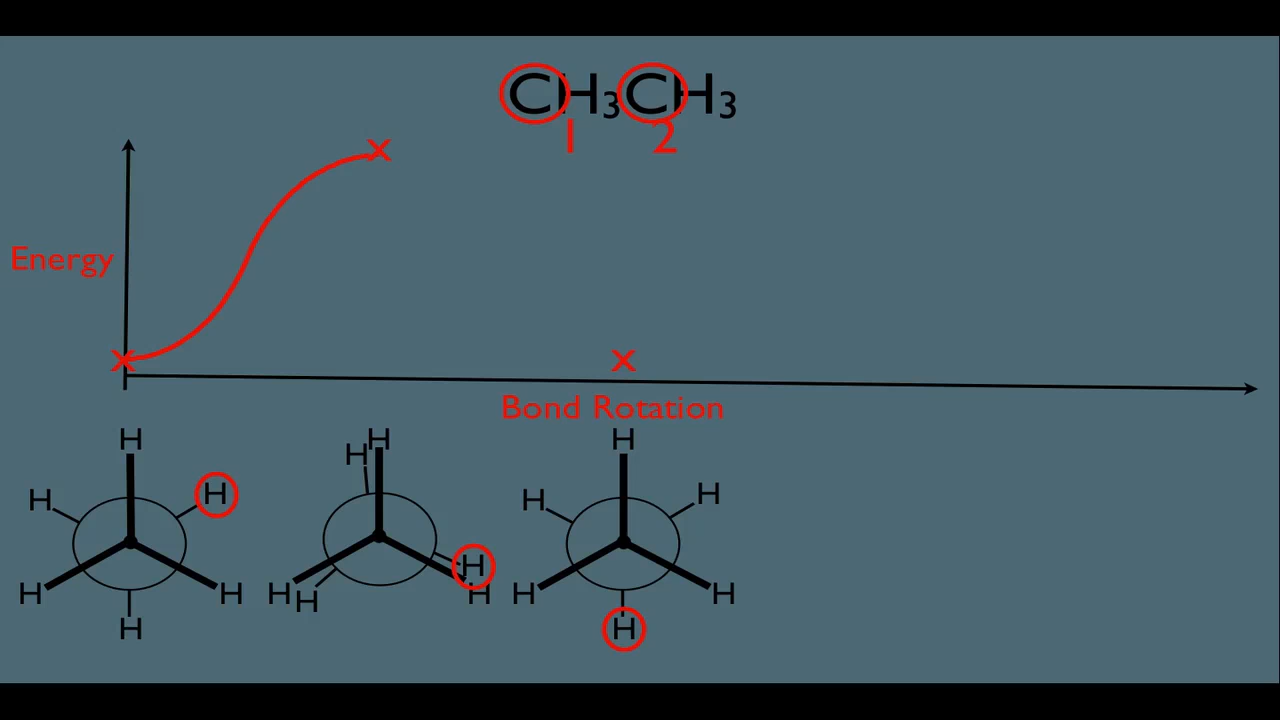 CH₃CH₃
1 2
x
Energy
x x
Bond Rotation
H H H
H
H H H H
H
H H H H H H
H
H H